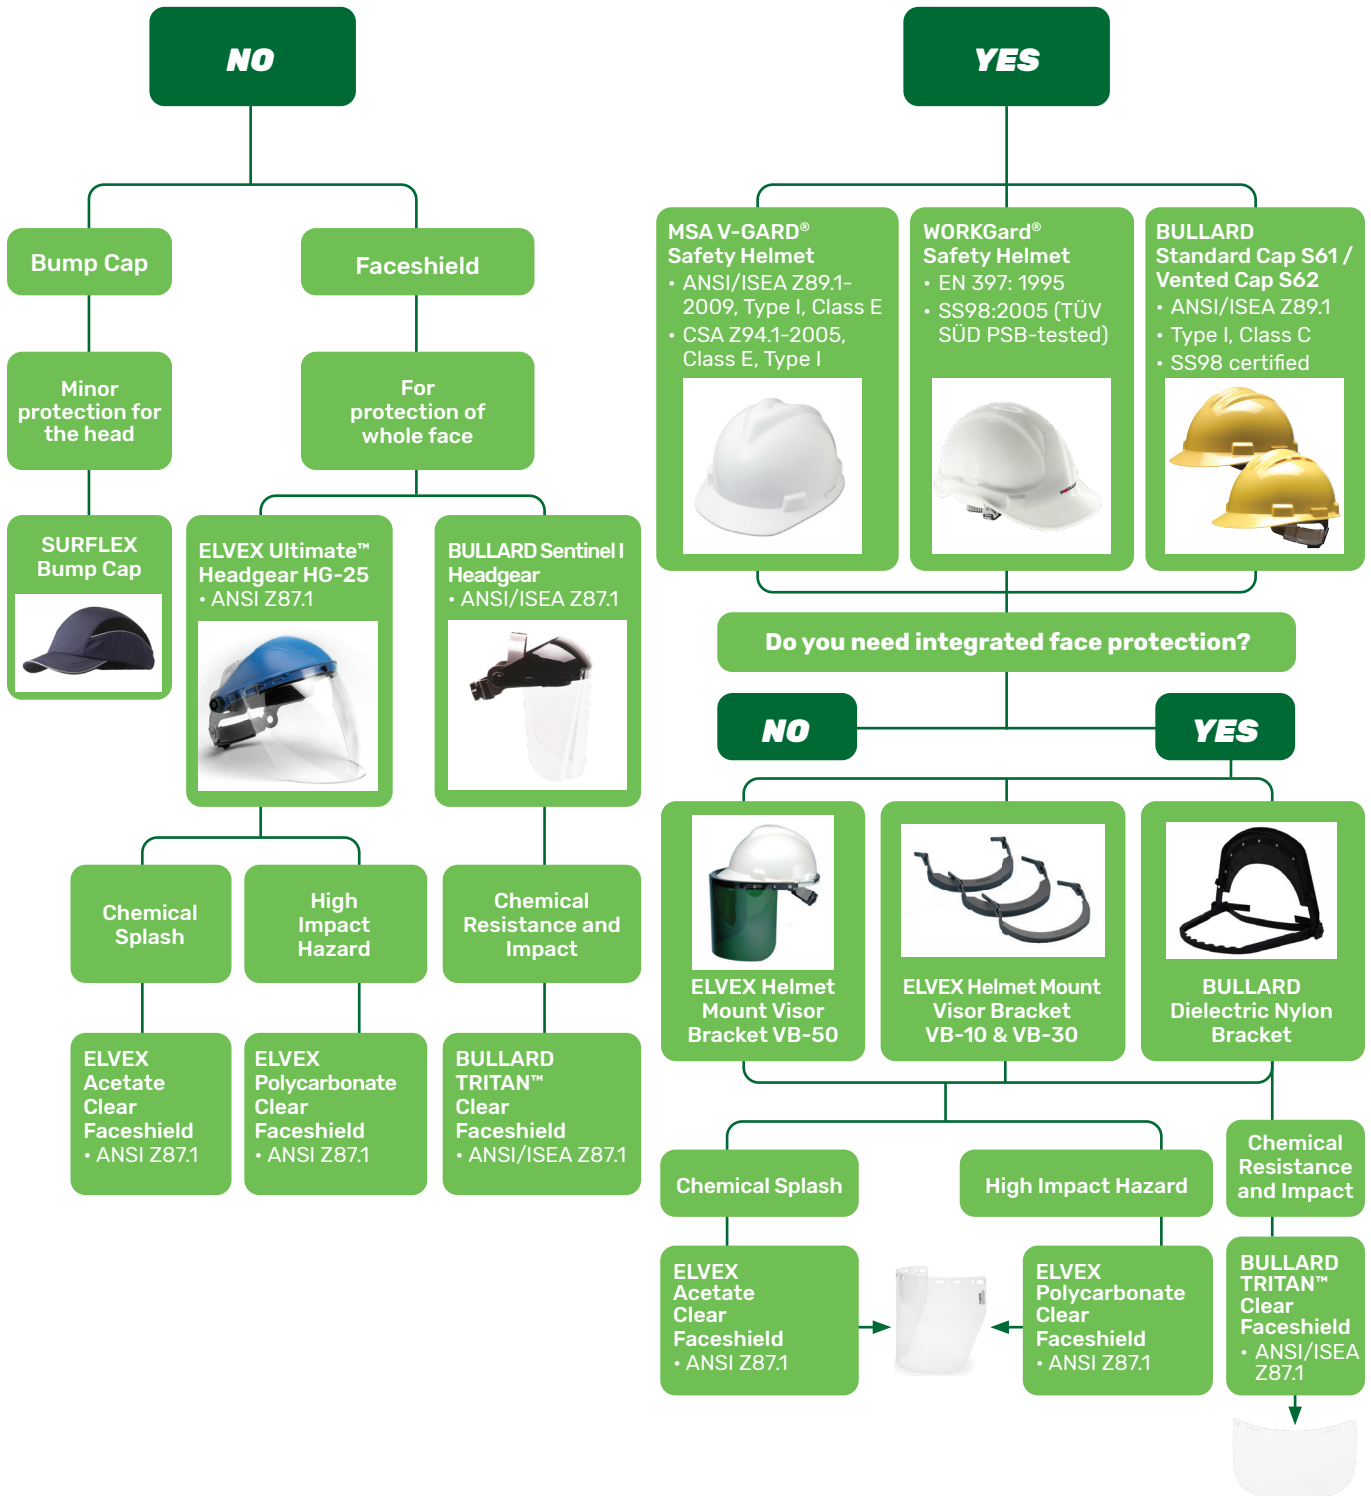 NO
YES
Bump Cap
Faceshield
Minor
protection for
the head
For
protection of
whole face
SURFLEX
Bump Cap
ELVEX Ultimate™
Headgear HG-25
• ANSI Z87.1
BULLARD Sentinel I
Headgear
• ANSI/ISEA Z87.1
Chemical
Splash
High
Impact
Hazard
Chemical
Resistance and
Impact
ELVEX
Acetate
Clear
Faceshield
• ANSI Z87.1
ELVEX
Polycarbonate
Clear
Faceshield
• ANSI Z87.1
BULLARD
TRITAN™
Clear
Faceshield
• ANSI/ISEA Z87.1
MSA V-GARD®
Safety Helmet
• ANSI/ISEA Z89.1-
2009, Type I, Class E
• CSA Z94.1-2005,
Class E, Type I
WORKGard®
Safety Helmet
• EN 397: 1995
• SS98:2005 (TÜV
SÜD PSB-tested)
BULLARD
Standard Cap S61 /
Vented Cap S62
• ANSI/ISEA Z89.1
• Type I, Class C
• SS98 certified
Do you need integrated face protection?
NO
YES
ELVEX Helmet
Mount Visor
Bracket VB-50
ELVEX Helmet Mount
Visor Bracket
VB-10 & VB-30
BULLARD
Dielectric Nylon
Bracket
Chemical Splash
High Impact Hazard
Chemical
Resistance
and Impact
ELVEX
Acetate
Clear
Faceshield
• ANSI Z87.1
ELVEX
Polycarbonate
Clear
Faceshield
• ANSI Z87.1
BULLARD
TRITAN™
Clear
Faceshield
• ANSI/ISEA
Z87.1